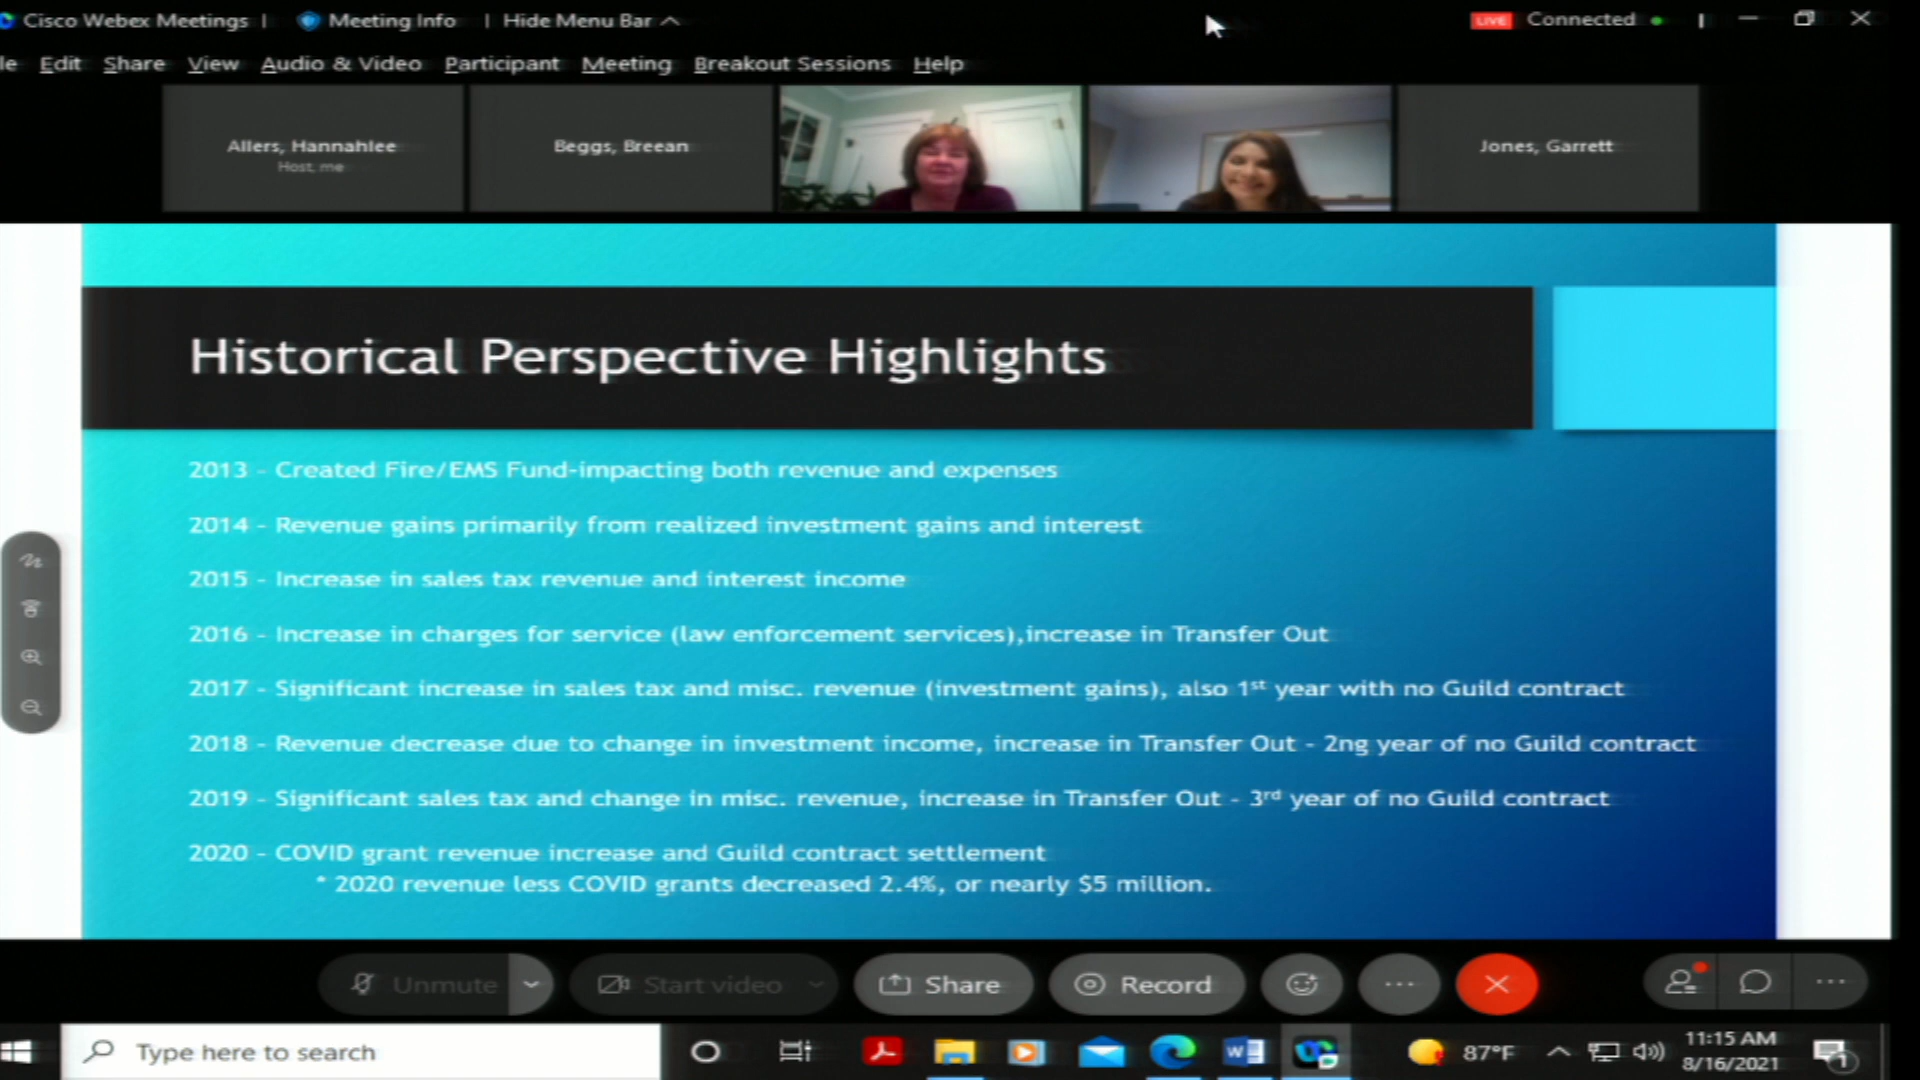 Cisco Webex Meetings | Meeting Info | Hide Menu Bar
LIVE Connected
le Edit Share View Audio & Video Participant Meeting Breakout Sessions Help
Allers, Hannahlee
Host, me
Beggs, Breean
Jones, Garrett
Historical Perspective Highlights
2013 - Created Fire/EMS Fund-impacting both revenue and expenses
2014 - Revenue gains primarily from realized investment gains and interest
2015 - Increase in sales tax revenue and interest income
2016 - Increase in charges for service (law enforcement services),increase in Transfer Out
2017 - Significant increase in sales tax and misc. revenue (investment gains), also 1st year with no Guild contract
2018 - Revenue decrease due to change in investment income, increase in Transfer Out - 2ng year of no Guild contract
2019 - Significant sales tax and change in misc. revenue, increase in Transfer Out - 3rd year of no Guild contract
2020 - COVID grant revenue increase and Guild contract settlement
* 2020 revenue less COVID grants decreased 2.4%, or nearly $5 million.
Unmute Start video Share Record
Type here to search
87°F
11:15 AM
8/16/2021
1